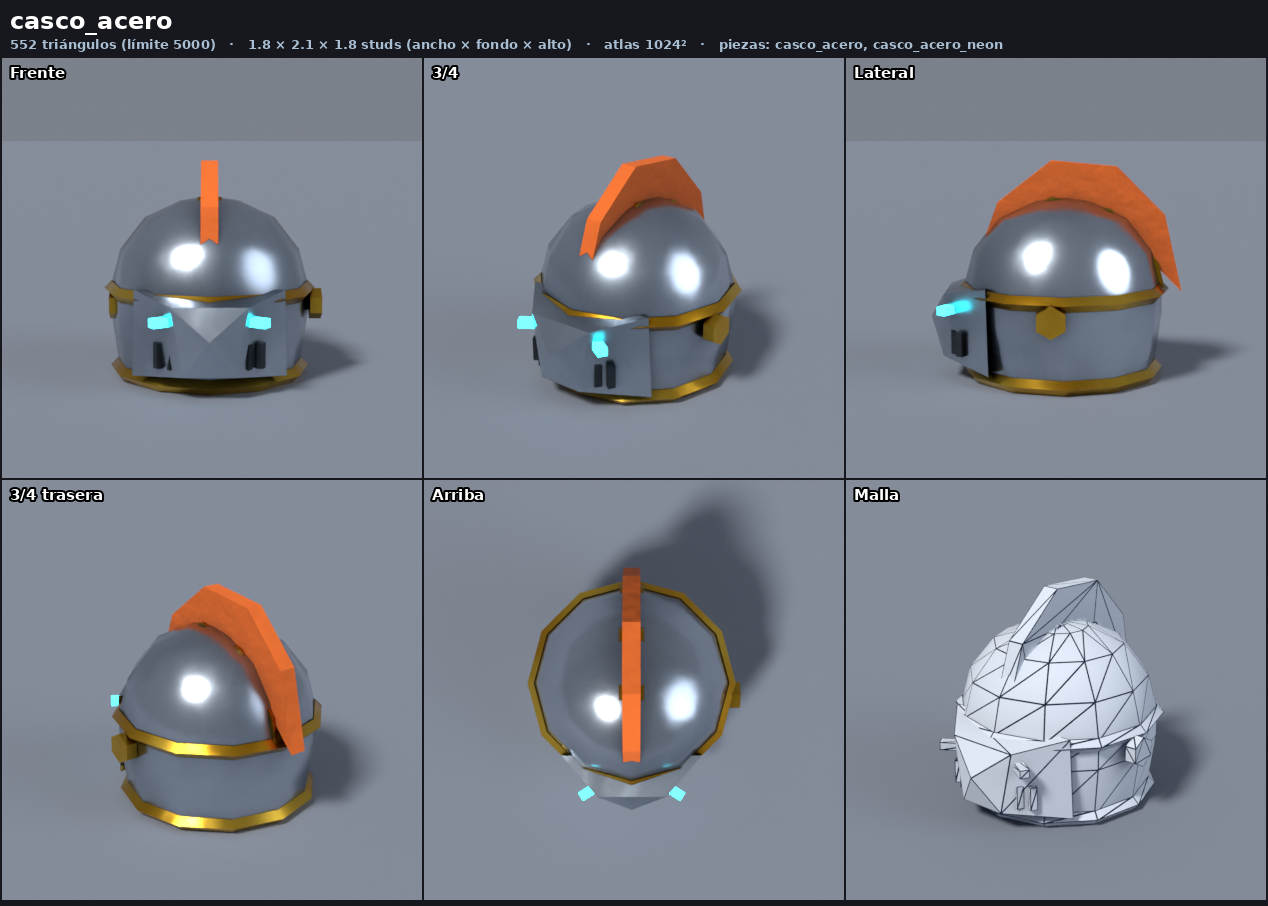 casco_acero
552 triángulos (límite 5000) · 1.8 × 2.1 × 1.8 studs (ancho × fondo × alto) · atlas 1024² · piezas: casco_acero, casco_acero_neon
Frente
3/4
Lateral
3/4 trasera
Arriba
Malla